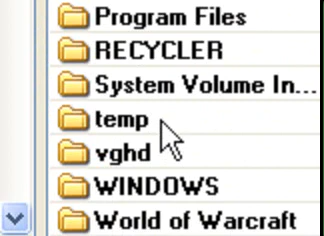 Program Files
RECYCLER
System Volume In...
temp
vghd
WINDOWS
World of Warcraft